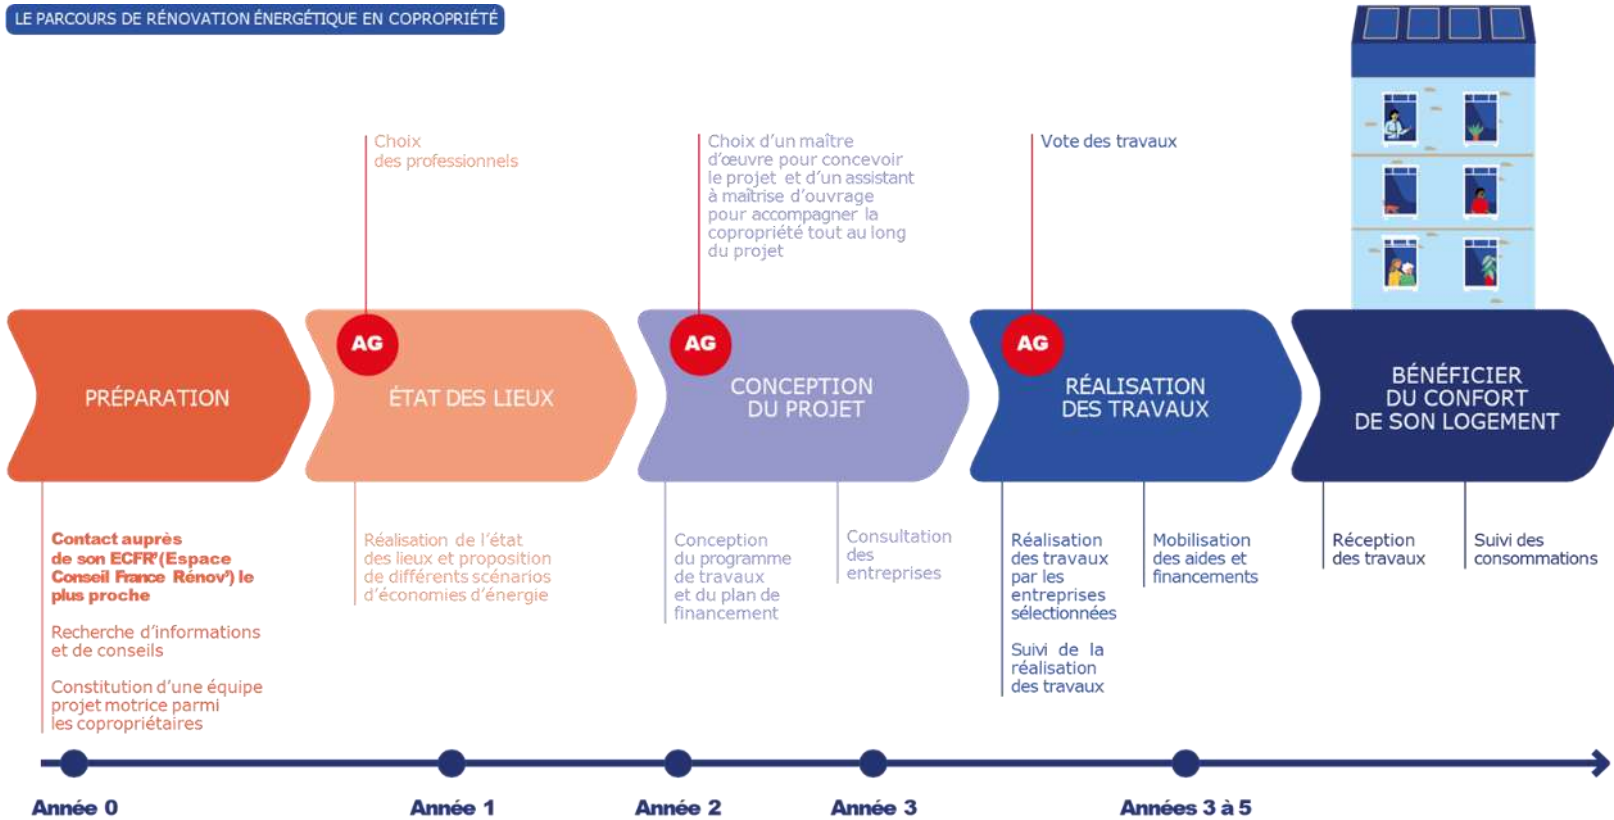 LE PARCOURS DE RÉNOVATION ÉNERGÉTIQUE EN COPROPRIÉTÉ
Choix
des professionnels
Choix d'un maître
d'œuvre pour concevoir
le projet et d'un assistant
à maîtrise d'ouvrage
pour accompagner la
copropriété tout au long
du projet
Vote des travaux
AG
AG
AG
PRÉPARATION
ÉTAT DES LIEUX
CONCEPTION
DU PROJET
RÉALISATION
DES TRAVAUX
BÉNÉFICIER
DU CONFORT
DE SON LOGEMENT
Contact auprès
de son ECFR' (Espace
Conseil France Rénov') le
plus proche
Recherche d'informations
et de conseils
Constitution d'une équipe
projet motrice parmi
les copropriétaires
Réalisation de l'état
des lieux et proposition
de différents scénarios
d'économies d'énergie
Conception
du programme
de travaux
et du plan de
financement
Consultation
des
entreprises
Réalisation
des travaux
par les
entreprises
sélectionnées
Suivi de la
réalisation
des travaux
Mobilisation
des aides et
financements
Réception
des travaux
Suivi des
consommations
Année 0
Année 1
Année 2
Année 3
Années 3 à 5